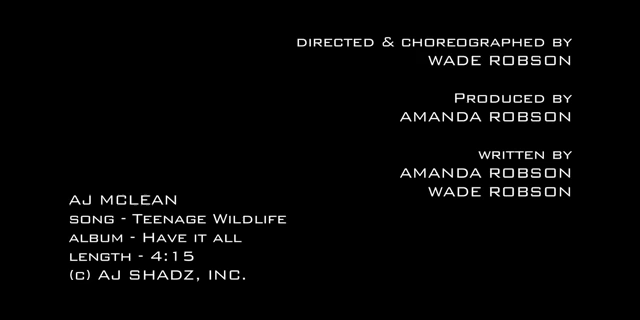 DIRECTED & CHOREOGRAPHED BY
WADE ROBSON
PRODUCED BY
AMANDA ROBSON
WRITTEN BY
AMANDA ROBSON
WADE ROBSON
AJ MCLEAN
SONG - TEENAGE WILDLIFE
ALBUM - HAVE IT ALL
LENGTH - 4:15
(C) AJ SHADZ, INC.